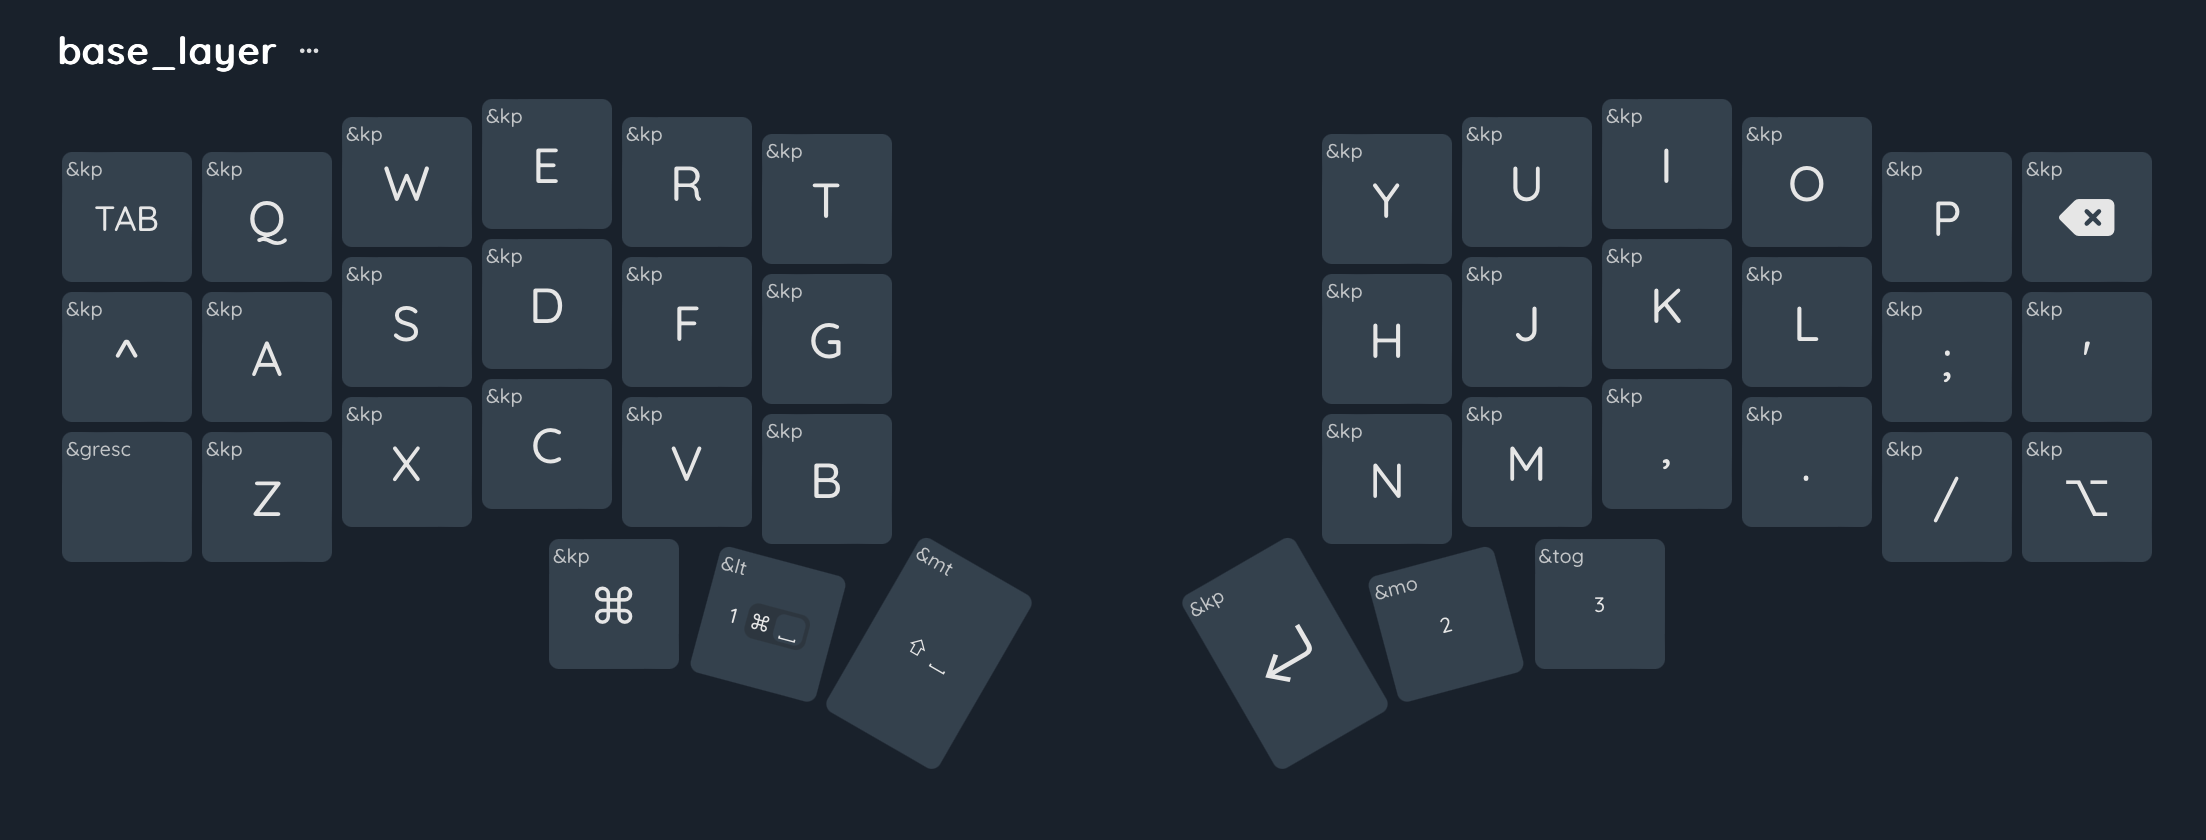 base_layer ...
&kp TAB &kp Q &kp W &kp E &kp R &kp T &kp Y &kp U &kp I &kp O &kp P &kp ⌫
&kp ^ &kp A &kp S &kp D &kp F &kp G &kp H &kp J &kp K &kp L &kp ; &kp '
&gresc &kp Z &kp X &kp C &kp V &kp B &kp N &kp M &kp , &kp . &kp / &kp ⌥
&kp ⌘ &lt 1 ⌘ ⎵ &mt ⇧ ⎵ &kp ↵ &mo 2 &tog 3